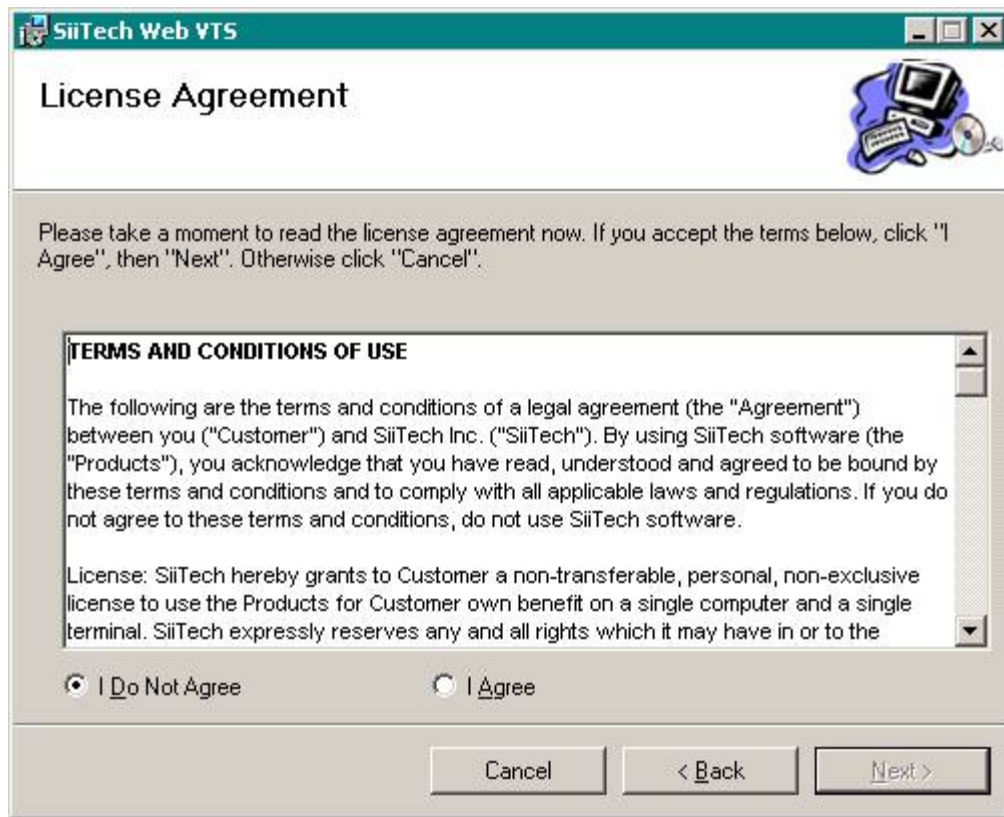 SiiTech Web VTS
License Agreement
Please take a moment to read the license agreement now. If you accept the terms below, click "I
Agree", then "Next". Otherwise click "Cancel".
TERMS AND CONDITIONS OF USE
The following are the terms and conditions of a legal agreement (the "Agreement")
between you ("Customer") and SiiTech Inc. ("SiiTech"). By using SiiTech software (the
"Products"), you acknowledge that you have read, understood and agreed to be bound by
these terms and conditions and to comply with all applicable laws and regulations. If you do
not agree to these terms and conditions, do not use SiiTech software.
License: SiiTech hereby grants to Customer a non-transferable, personal, non-exclusive
license to use the Products for Customer own benefit on a single computer and a single
terminal. SiiTech expressly reserves any and all rights which it may have in or to the
I Do Not Agree
I Agree
Cancel
< Back
Next >